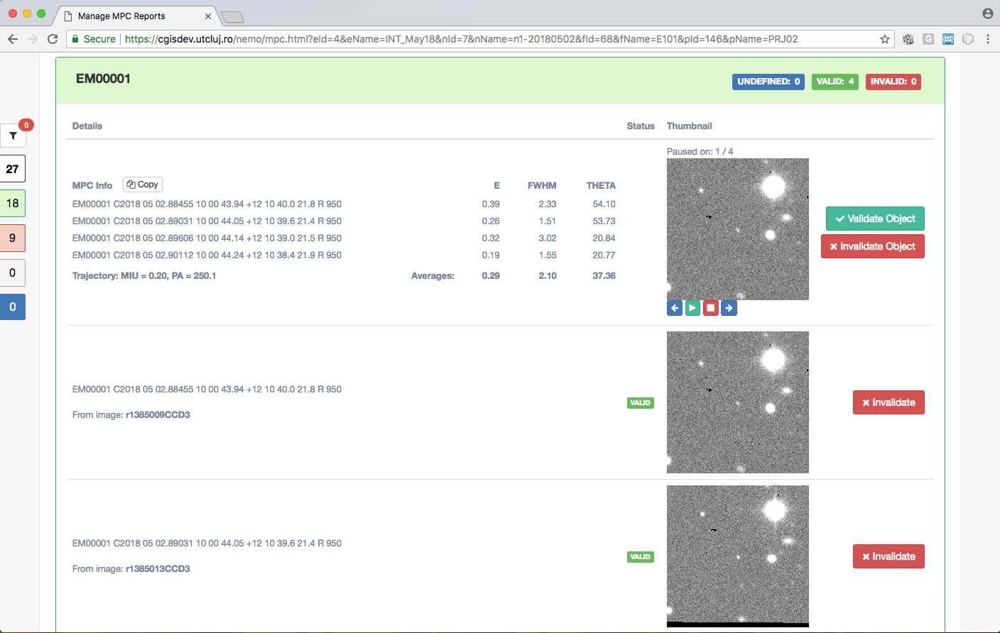 Manage MPC Reports
Secure https://cgisdev.utcluj.ro/nemo/mpc.html?eId=4&eName=INT_May18&nId=7&nName=n1-20180502&fId=68&fName=E101&pId=146&pName=PRJ02
EM00001
UNDEFINED: 0 VALID: 4 INVALID: 0
0
27
18
9
0
0
Details Status Thumbnail
Paused on: 1 / 4
MPC Info Copy E FWHM THETA
EM00001 C2018 05 02.88455 10 00 43.94 +12 10 40.0 21.8 R 950 0.39 2.33 54.10
EM00001 C2018 05 02.89031 10 00 44.05 +12 10 39.6 21.4 R 950 0.26 1.51 53.73
EM00001 C2018 05 02.89606 10 00 44.14 +12 10 39.0 21.5 R 950 0.32 3.02 20.84
EM00001 C2018 05 02.90112 10 00 44.24 +12 10 38.4 21.9 R 950 0.19 1.55 20.77
Trajectory: MIU = 0.20, PA = 250.1 Averages: 0.29 2.10 37.36
Validate Object
Invalidate Object
EM00001 C2018 05 02.88455 10 00 43.94 +12 10 40.0 21.8 R 950
From image: r1385009CCD3
VALID
Invalidate
EM00001 C2018 05 02.89031 10 00 44.05 +12 10 39.6 21.4 R 950
From image: r1385013CCD3
VALID
Invalidate